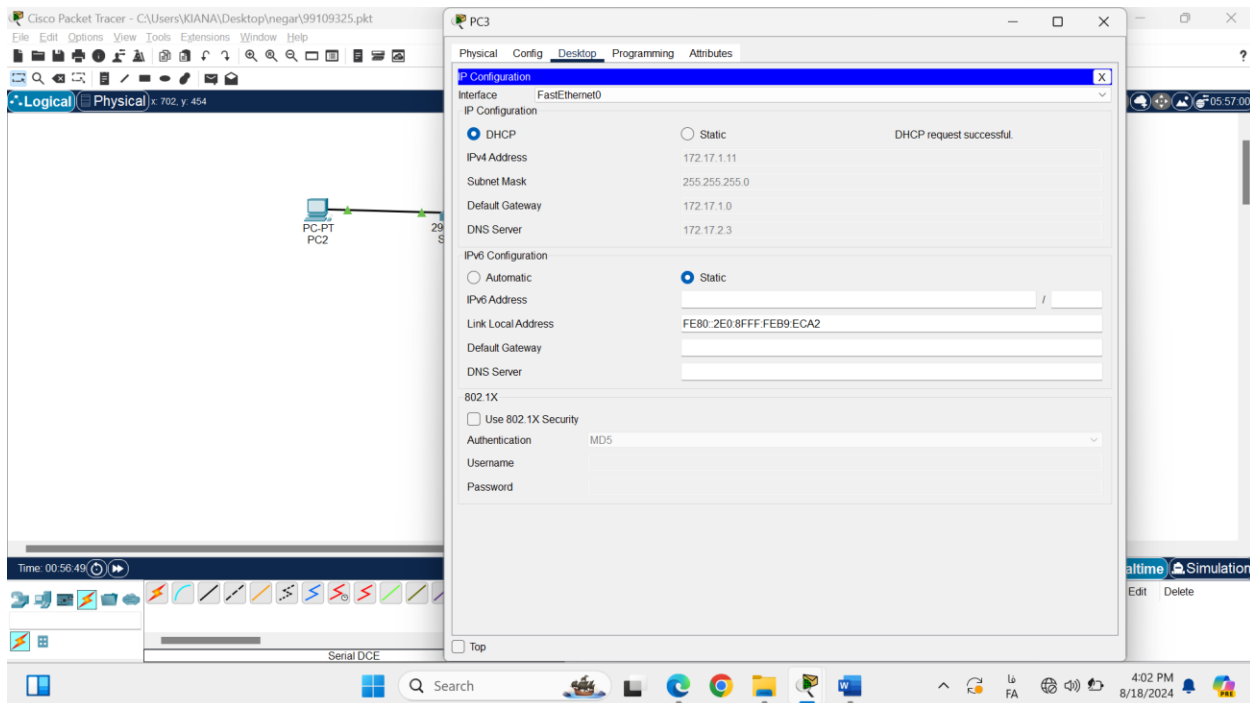 Cisco Packet Tracer - C:\Users\KIANA\Desktop\negar\99109325.pkt
File Edit Options View Tools Extensions Window Help
?
Logical Physical x: 702, y: 454
05:57:00
PC-PT
PC2
29
S
PC3
Physical Config Desktop Programming Attributes
IP Configuration X
Interface FastEthernet0
IP Configuration
DHCP Static DHCP request successful.
IPv4 Address 172.17.1.11
Subnet Mask 255.255.255.0
Default Gateway 172.17.1.0
DNS Server 172.17.2.3
IPv6 Configuration
Automatic Static
IPv6 Address /
Link Local Address FE80::2E0:8FFF:FEB9:ECA2
Default Gateway
DNS Server
802.1X
Use 802.1X Security
Authentication MD5
Username
Password
Top
Time: 00:56:49
altime Simulation
Edit Delete
Serial DCE
Search
فا
FA
4:02 PM
8/18/2024
PRE